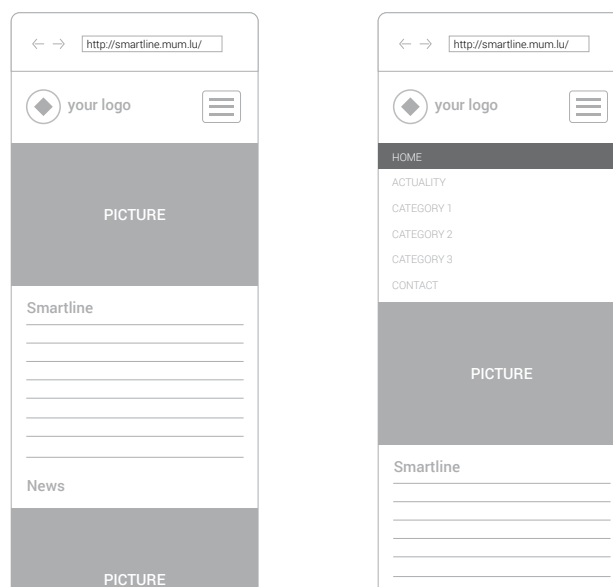 http://smartline.mum.lu/
your logo
PICTURE
Smartline
News
PICTURE
http://smartline.mum.lu/
your logo
HOME
ACTUALITY
CATEGORY 1
CATEGORY 2
CATEGORY 3
CONTACT
PICTURE
Smartline